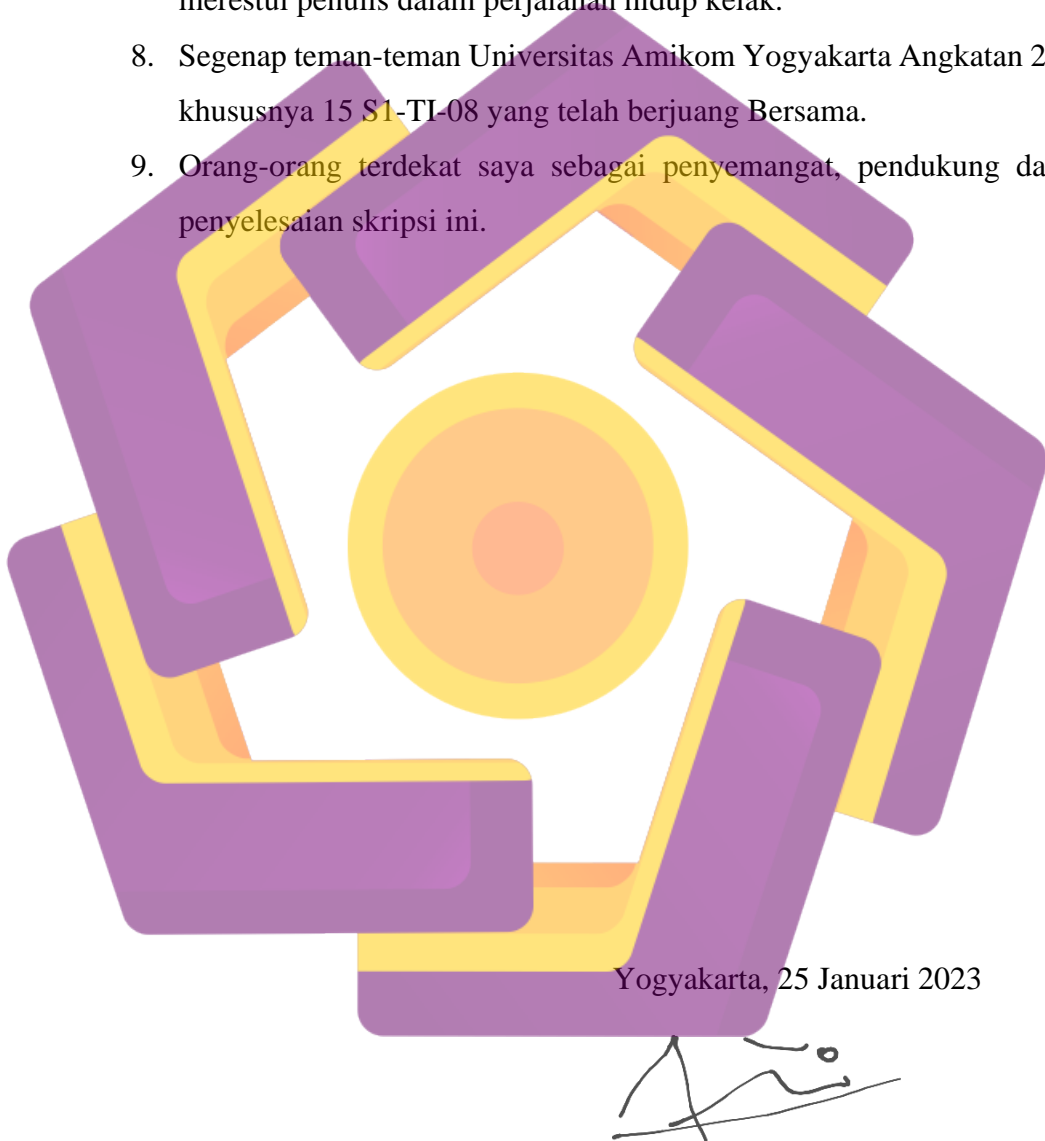 merestui penulis dalam perjalanan hidup kelak.
8. Segenap teman-teman Universitas Amikom Yogyakarta Angkatan 2
khususnya 15 S1-TI-08 yang telah berjuang Bersama.
9. Orang-orang terdekat saya sebagai penyemangat, pendukung da
penyelesaian skripsi ini.
Yogyakarta, 25 Januari 2023